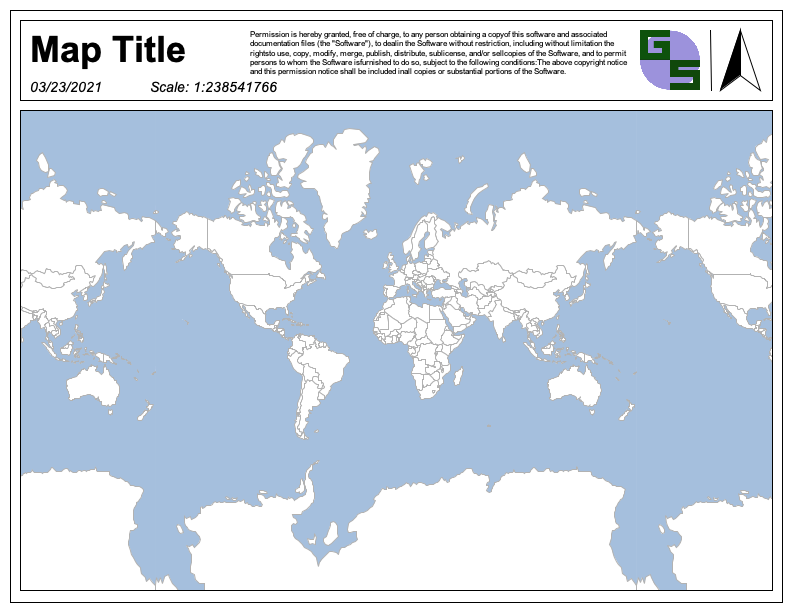 Map Title
Permission is hereby granted, free of charge, to any person obtaining a copyof this software and associated
documentation files (the "Software"), to dealin the Software without restriction, including without limitation the
rightsto use, copy, modify, merge, publish, distribute, sublicense, and/or sellcopies of the Software, and to permit
persons to whom the Software isfurnished to do so, subject to the following conditions:The above copyright notice
and this permission notice shall be included inall copies or substantial portions of the Software.
03/23/2021
Scale: 1:238541766
GS